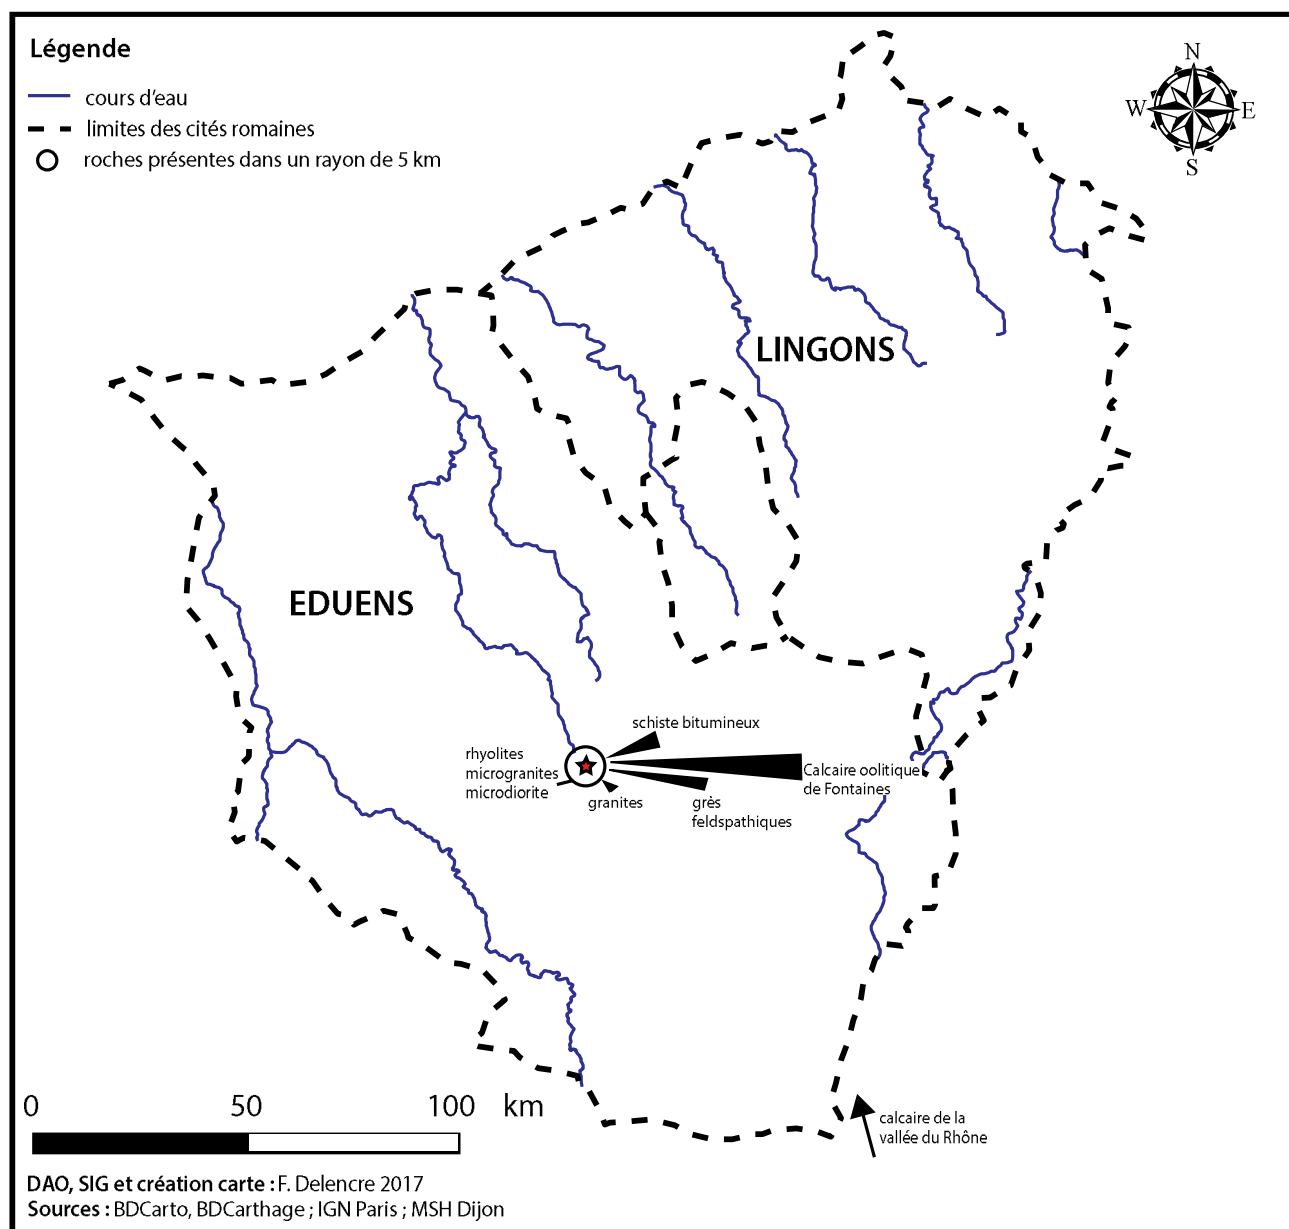 Légende
cours d'eau
limites des cités romaines
roches présentes dans un rayon de 5 km
N
W
E
S
LINGONS
EDUENS
schiste bitumineux
rhyolites
microgranites
microdiorite
Calcaire oolitique
de Fontaines
granites
grès
feldspathiques
0 50 100 km
calcaire de la
vallée du Rhône
DAO, SIG et création carte : F. Delencre 2017
Sources : BDCarto, BDCarthage ; IGN Paris ; MSH Dijon